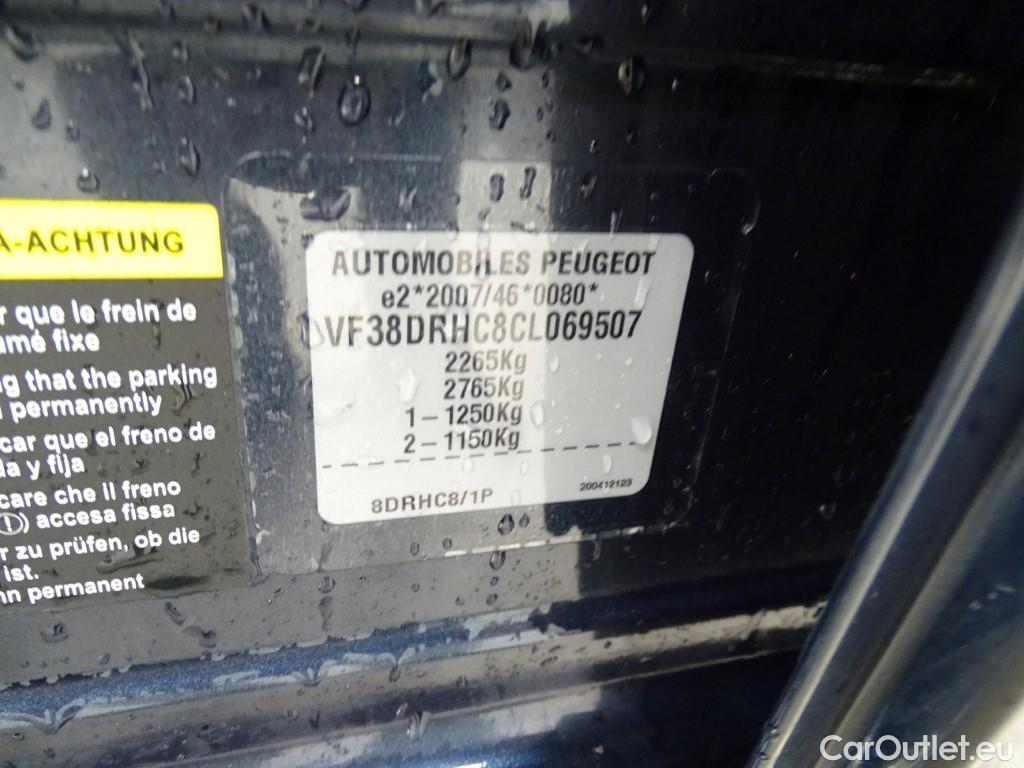 A-ACHTUNG
r que le frein de
ume fixe
ng that the parking
permanently
car que el freno de
la y fija
care che il freno
accesa fissa
r zu prüfen, ob die
ist.
nn permanent
AUTOMOBILES PEUGEOT
e2*2007/46*0080*
VF38DRHC8CL069507
2265Kg
2765Kg
1-1250Kg
2-1150Kg
8DRHC8/1P
200412123
CarOutlet.eu